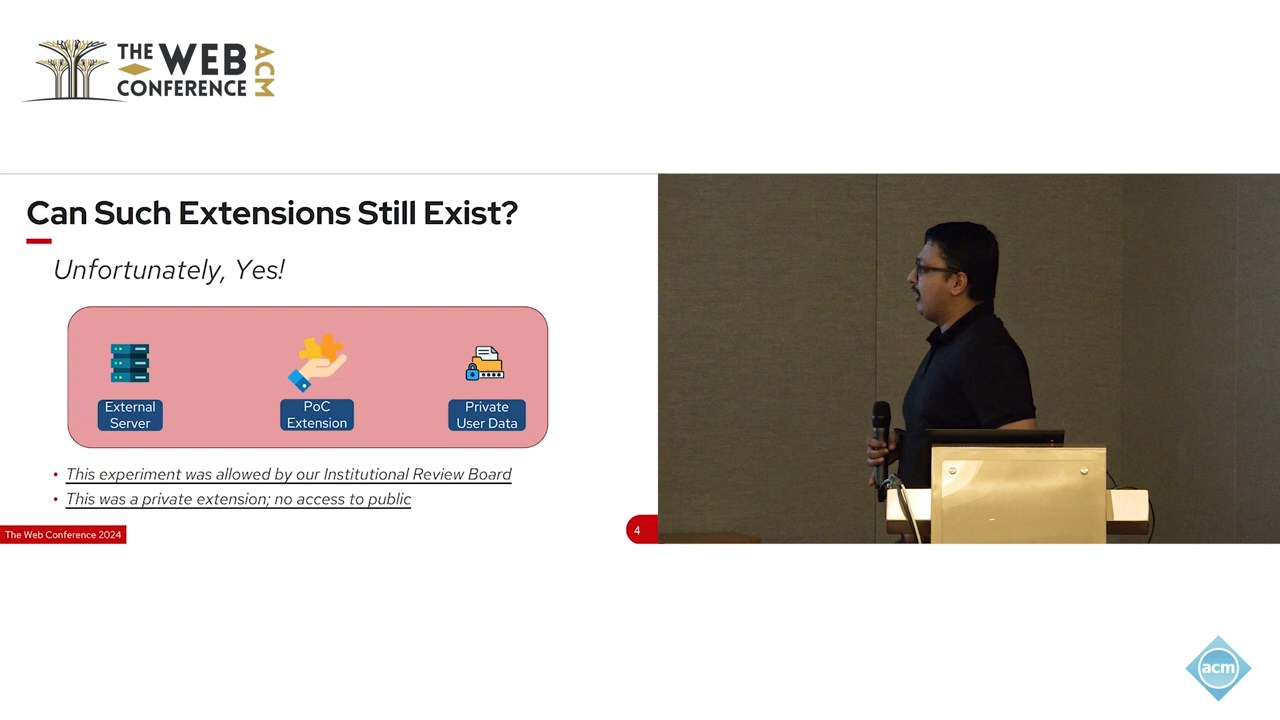 THE WEB
CONFERENCE
ACM
Can Such Extensions Still Exist?
Unfortunately, Yes!
External
Server
PoC
Extension
Private
User Data
• This experiment was allowed by our Institutional Review Board
• This was a private extension; no access to public
The Web Conference 2024
4
acm